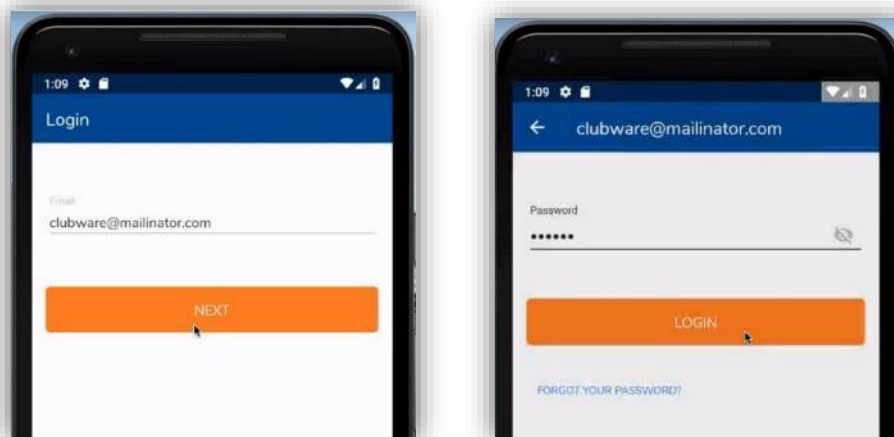 1:09
Login
Email
clubware@mailinator.com
NEXT
1:09
clubware@mailinator.com
Password
••••••
LOGIN
FORGOT YOUR PASSWORD?